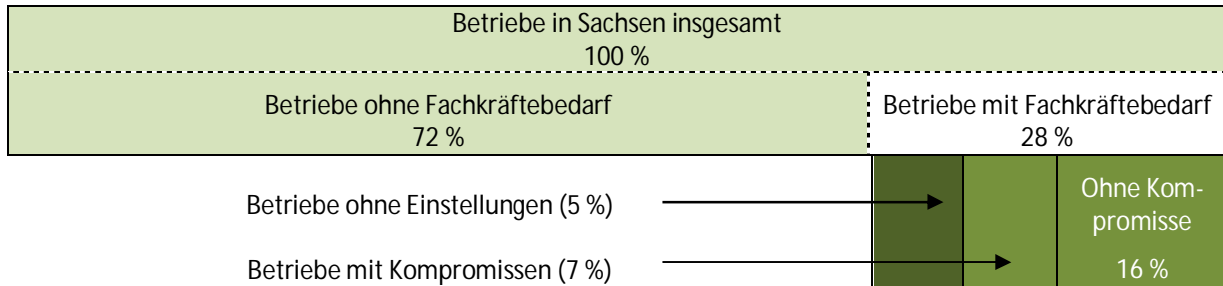 Betriebe in Sachsen insgesamt
100 %
Betriebe ohne Fachkräftebedarf
72 %
Betriebe mit Fachkräftebedarf
28 %
Betriebe ohne Einstellungen (5 %)
Betriebe mit Kompromissen (7 %)
Ohne Kom-
promisse
16 %